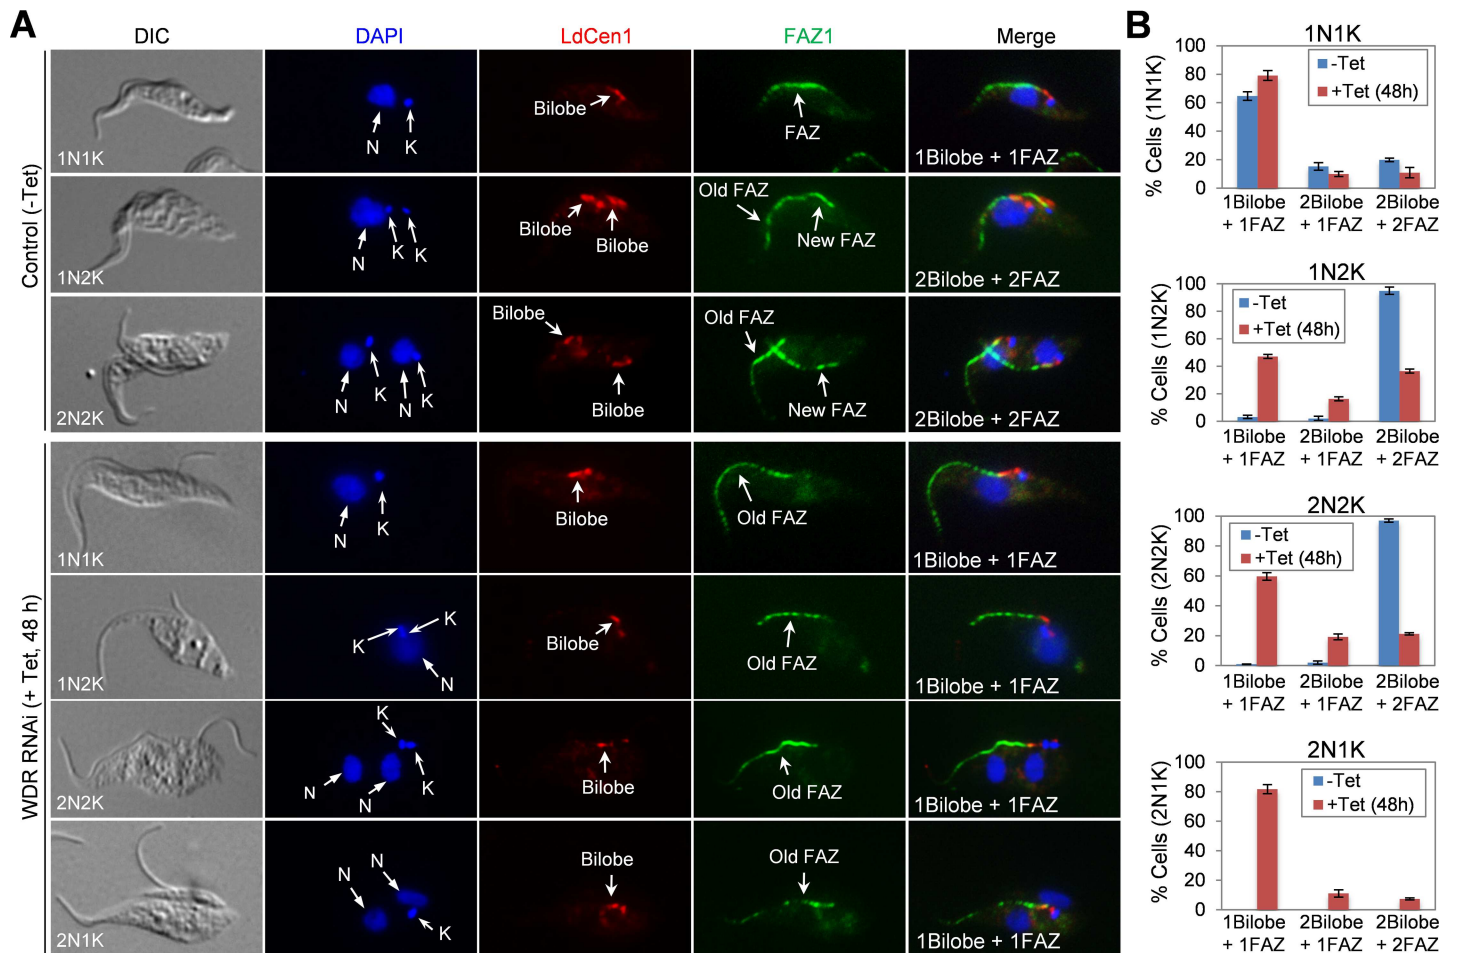 A
DIC
DAPI
LdCen1
FAZ1
Merge
Control (-Tet)
1N1K
N
K
Bilobe
FAZ
1Bilobe + 1FAZ
1N2K
N
K
K
Bilobe
Bilobe
Old FAZ
New FAZ
2Bilobe + 2FAZ
2N2K
N
K
N
K
Bilobe
Bilobe
Old FAZ
New FAZ
2Bilobe + 2FAZ
WDR RNAi (+ Tet, 48 h)
1N1K
N
K
Bilobe
Old FAZ
1Bilobe + 1FAZ
1N2K
K
K
N
Bilobe
Old FAZ
1Bilobe + 1FAZ
2N2K
K
N
N
K
Bilobe
Old FAZ
1Bilobe + 1FAZ
2N1K
N
N
K
Bilobe
Old FAZ
1Bilobe + 1FAZ
B
1N1K
% Cells (1N1K)
100
80
60
40
20
0
-Tet
+Tet (48h)
1Bilobe 2Bilobe 2Bilobe
+ 1FAZ + 1FAZ + 2FAZ
1N2K
% Cells (1N2K)
100
80
60
40
20
0
-Tet
+Tet (48h)
1Bilobe 2Bilobe 2Bilobe
+ 1FAZ + 1FAZ + 2FAZ
2N2K
% Cells (2N2K)
100
80
60
40
20
0
-Tet
+Tet (48h)
1Bilobe 2Bilobe 2Bilobe
+ 1FAZ + 1FAZ + 2FAZ
2N1K
% Cells (2N1K)
100
80
60
40
20
0
-Tet
+Tet (48h)
1Bilobe 2Bilobe 2Bilobe
+ 1FAZ + 1FAZ + 2FAZ